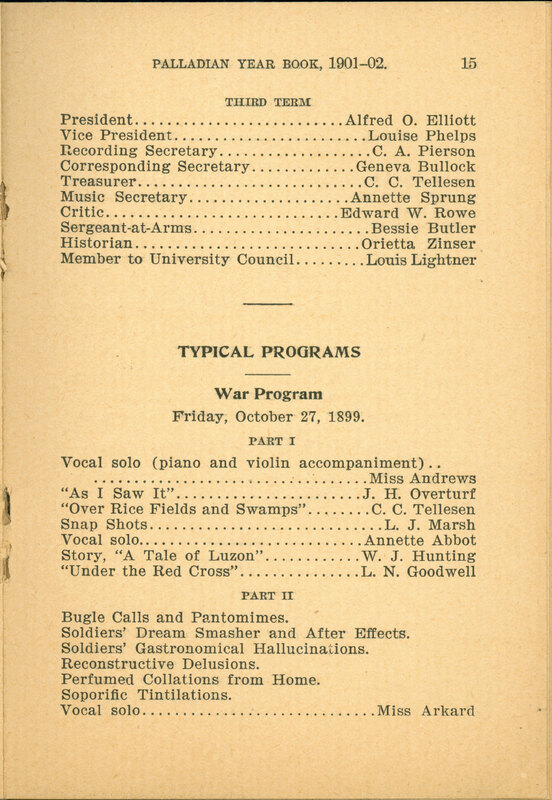 PALLADIAN YEAR BOOK, 1901-02. 15
THIRD TERM
President..........................Alfred O. Elliott
Vice President........................Louise Phelps
Recording Secretary...................C. A. Pierson
Corresponding Secretary.............Geneva Bullock
Treasurer............................C. C. Tellesen
Music Secretary....................Annette Sprung
Critic.............................Edward W. Rowe
Sergeant-at-Arms......................Bessie Butler
Historian.............................Orietta Zinser
Member to University Council.........Louis Lightner
TYPICAL PROGRAMS
War Program
Friday, October 27, 1899.
PART I
Vocal solo (piano and violin accompaniment)..
..................................Miss Andrews
"As I Saw It".......................J. H. Overturf
"Over Rice Fields and Swamps"........C. C. Tellesen
Snap Shots.............................L. J. Marsh
Vocal solo...........................Annette Abbot
Story, "A Tale of Luzon"............W. J. Hunting
"Under the Red Cross"...............L. N. Goodwell
PART II
Bugle Calls and Pantomimes.
Soldiers' Dream Smasher and After Effects.
Soldiers' Gastronomical Hallucinations.
Reconstructive Delusions.
Perfumed Collations from Home.
Soporific Tintilations.
Vocal solo.............................Miss Arkard